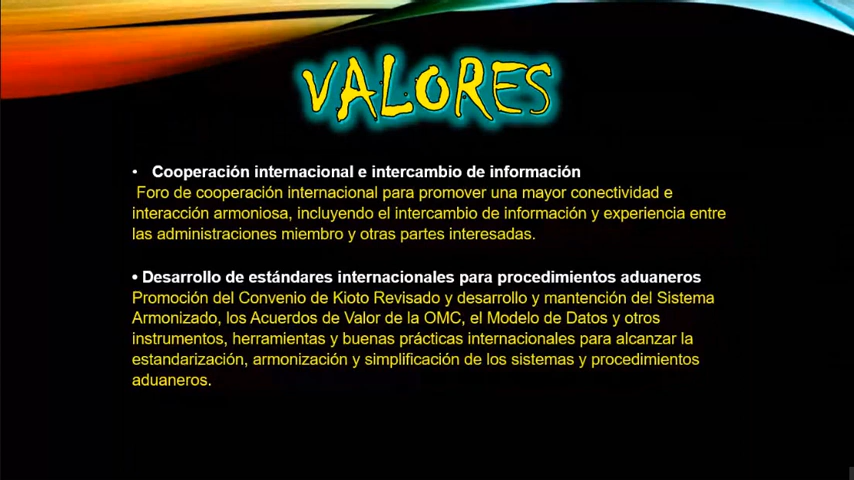 VALORES
• Cooperación internacional e intercambio de información
Foro de cooperación internacional para promover una mayor conectividad e
interacción armoniosa, incluyendo el intercambio de información y experiencia entre
las administraciones miembro y otras partes interesadas.
• Desarrollo de estándares internacionales para procedimientos aduaneros
Promoción del Convenio de Kioto Revisado y desarrollo y mantención del Sistema
Armonizado, los Acuerdos de Valor de la OMC, el Modelo de Datos y otros
instrumentos, herramientas y buenas prácticas internacionales para alcanzar la
estandarización, armonización y simplificación de los sistemas y procedimientos
aduaneros.